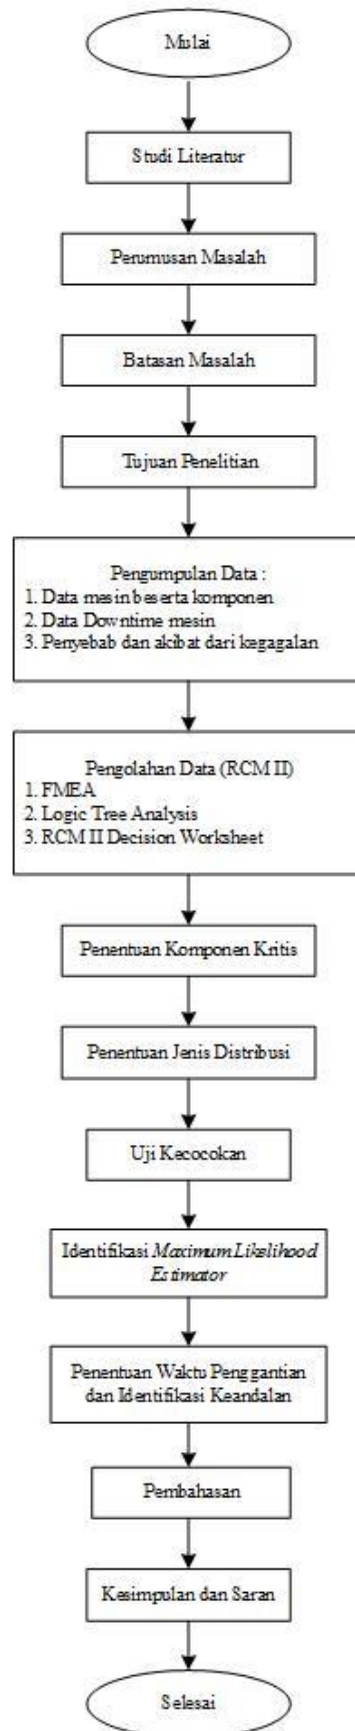 Mulai
Studi Literatur
Perumusan Masalah
Batasan Masalah
Tujuan Penelitian
Pengumpulan Data :
1. Data mesin beserta komponen
2. Data Downtime mesin
3. Penyebab dan akibat dari kegagalan
Pengolahan Data (RCM II)
1. FMEA
2. Logic Tree Analysis
3. RCM II Decision Worksheet
Penentuan Komponen Kritis
Penentuan Jenis Distribusi
Uji Kecocokan
Identifikasi Maximum Likelihood
Estimator
Penentuan Waktu Penggantian
dan Identifikasi Keandalan
Pembahasan
Kesimpulan dan Saran
Selesai